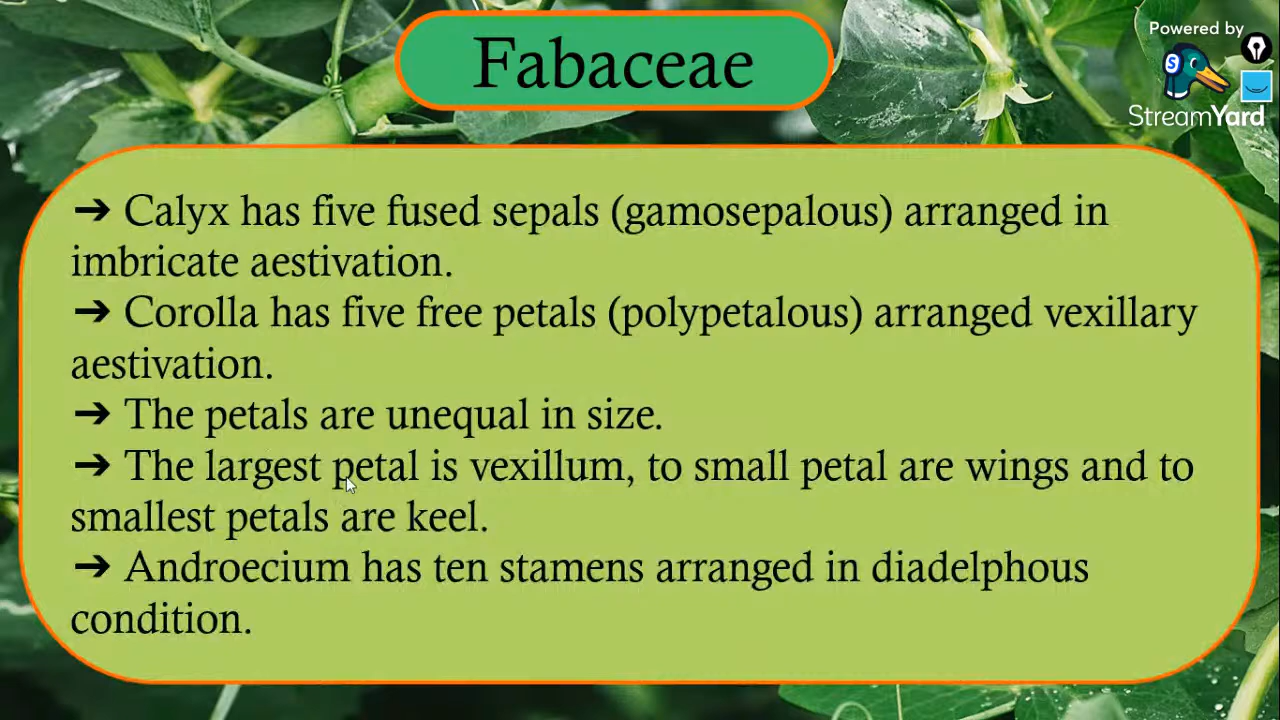 Fabaceae
Powered by
StreamYard
➔ Calyx has five fused sepals (gamosepalous) arranged in
imbricate aestivation.
➔ Corolla has five free petals (polypetalous) arranged vexillary
aestivation.
➔ The petals are unequal in size.
➔ The largest petal is vexillum, to small petal are wings and to
smallest petals are keel.
➔ Androecium has ten stamens arranged in diadelphous
condition.